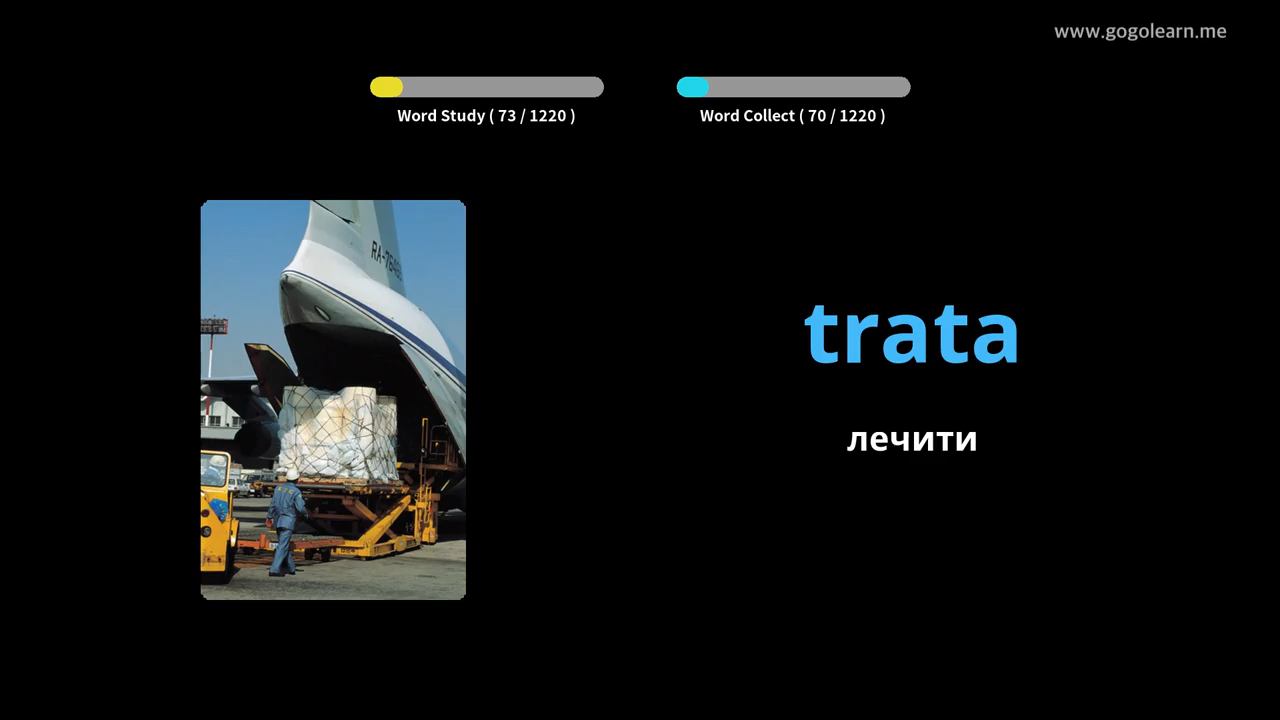 www.gogolearn.me
Word Study ( 73 / 1220 )
Word Collect ( 70 / 1220 )
trata
лечити